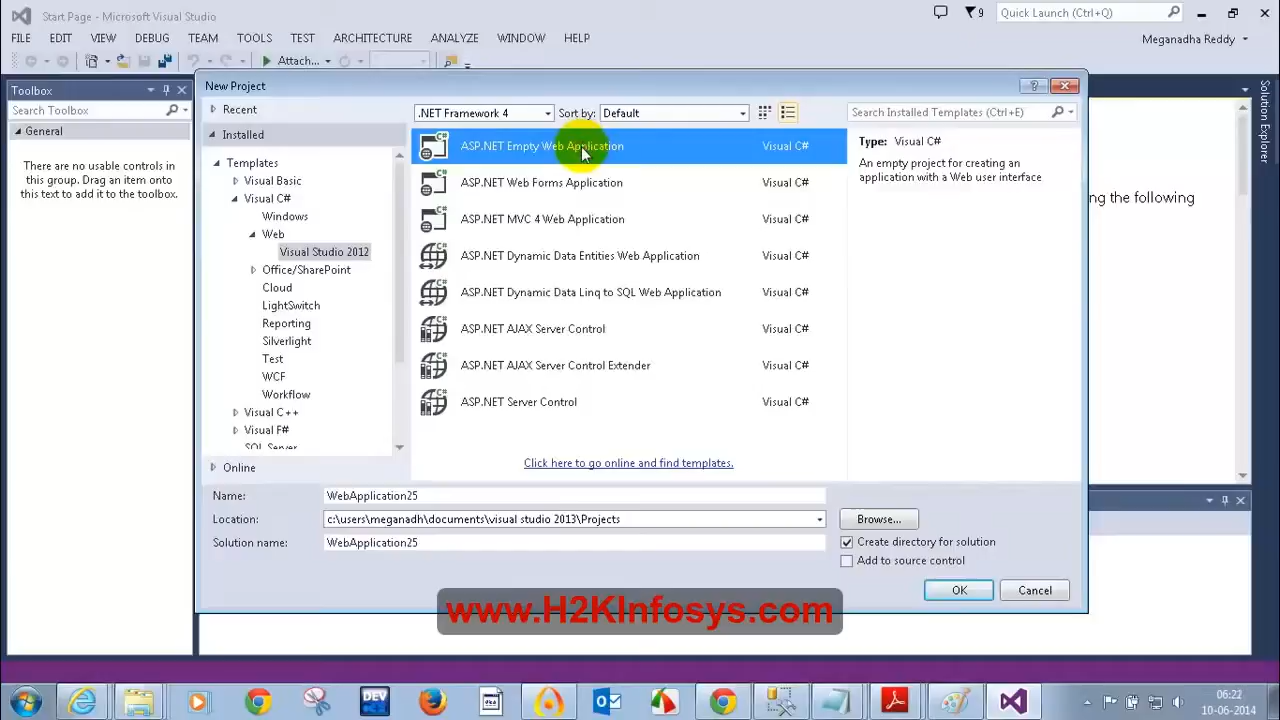 Start Page - Microsoft Visual Studio
9
Quick Launch (Ctrl+Q)
FILE EDIT VIEW DEBUG TEAM TOOLS TEST ARCHITECTURE ANALYZE WINDOW HELP
Meganadha Reddy
Attach...
Toolbox
Search Toolbox
General
There are no usable controls in
this group. Drag an item onto
this text to add it to the toolbox.
New Project
Recent
Installed
Templates
Visual Basic
Visual C#
Windows
Web
Visual Studio 2012
Office/SharePoint
Cloud
LightSwitch
Reporting
Silverlight
Test
WCF
Workflow
Visual C++
Visual F#
SQL Server
Online
.NET Framework 4 Sort by: Default
Search Installed Templates (Ctrl+E)
ASP.NET Empty Web Application Visual C#
ASP.NET Web Forms Application Visual C#
ASP.NET MVC 4 Web Application Visual C#
ASP.NET Dynamic Data Entities Web Application Visual C#
ASP.NET Dynamic Data Linq to SQL Web Application Visual C#
ASP.NET AJAX Server Control Visual C#
ASP.NET AJAX Server Control Extender Visual C#
ASP.NET Server Control Visual C#
Click here to go online and find templates.
Type: Visual C#
An empty project for creating an
application with a Web user interface
ng the following
Solution Explorer
Name: WebApplication25
Location: c:\users\meganadh\documents\visual studio 2013\Projects
Browse...
Solution name: WebApplication25
Create directory for solution
Add to source control
OK Cancel
www.H2KInfosys.com
DEV
06:22
10-06-2014